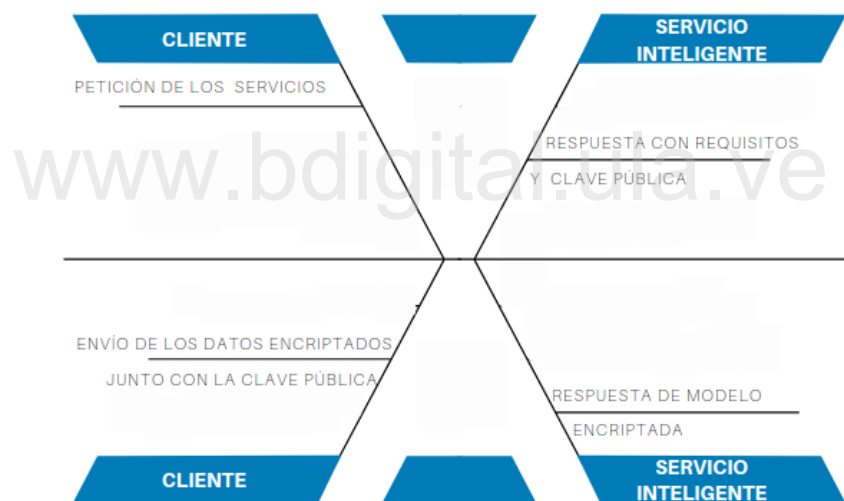 CLIENTE
SERVICIO
INTELIGENTE
PETICIÓN DE LOS SERVICIOS
RESPUESTA CON REQUISITOS
Y CLAVE PÚBLICA
www.bdigital.ula.ve
ENVÍO DE LOS DATOS ENCRIPTADOS
JUNTO CON LA CLAVE PÚBLICA
RESPUESTA DE MODELO
ENCRIPTADA
CLIENTE
SERVICIO
INTELIGENTE